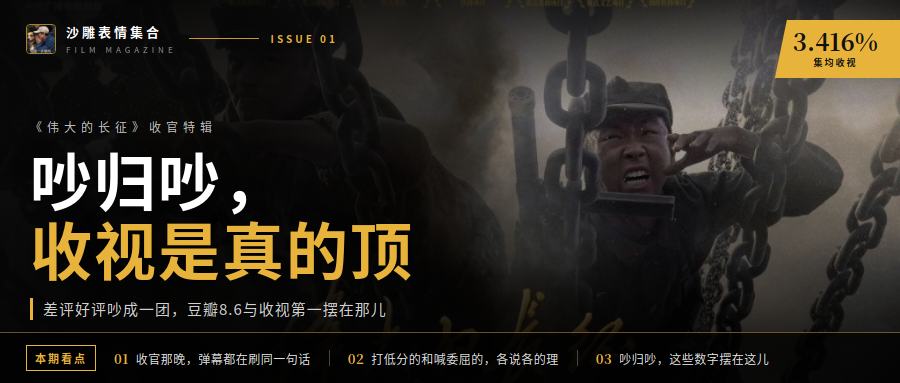 沙雕表情集合
FILM MAGAZINE
ISSUE 01
3.416%
集均收视
《伟大的长征》收官特辑
吵归吵，
收视是真的顶
差评好评吵成一团，豆瓣8.6与收视第一摆在那儿
本期看点
01 收官那晚，弹幕都在刷同一句话
02 打低分的和喊委屈的，各说各的理
03 吵归吵，这些数字摆在这儿